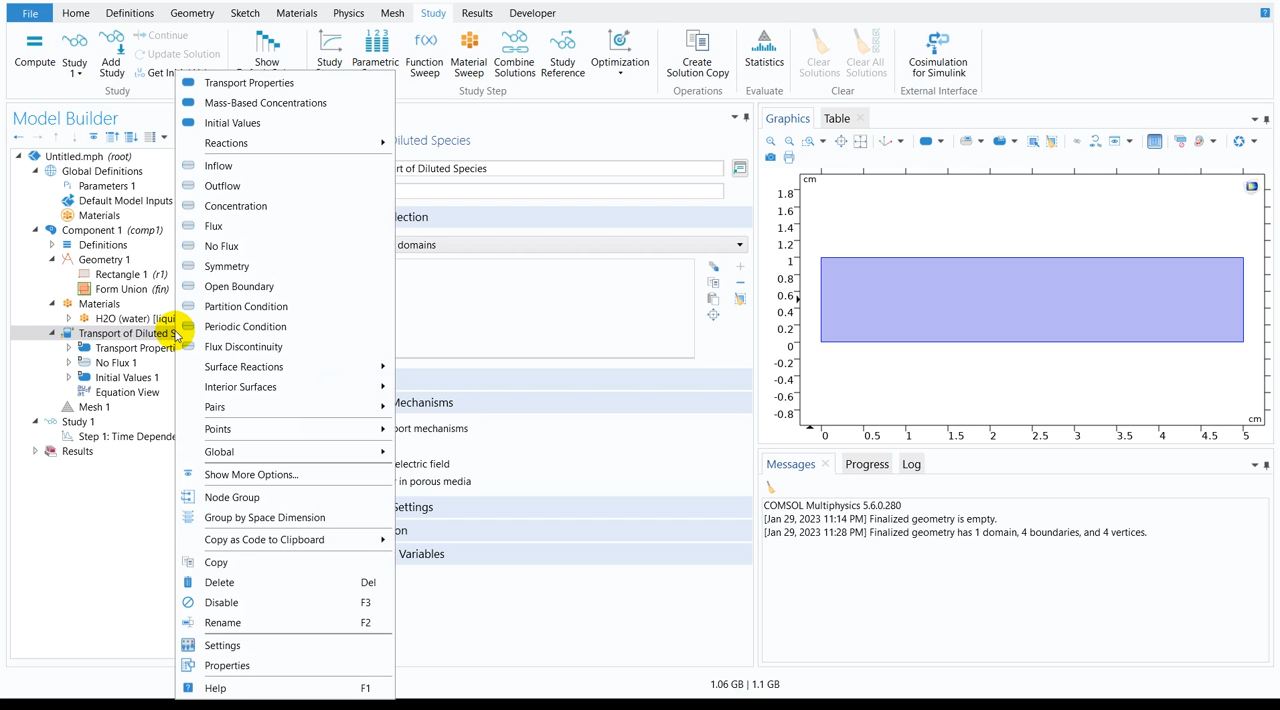 File Home Definitions Geometry Sketch Materials Physics Mesh Study Results Developer
Compute
Study 1
Add Study
Continue
Update Solution
Get
Show
Study
Parametric
Function Sweep
Material Sweep
Combine Solutions
Study Reference
Optimization
Create Solution Copy
Statistics
Clear Solutions
Clear All Solutions
Cosimulation for Simulink
Study
Study Step
Operations
Evaluate
Clear
External Interface
Model Builder
Untitled.mph (root)
Global Definitions
Parameters 1
Default Model Inputs
Materials
Component 1 (comp1)
Definitions
Geometry 1
Rectangle 1 (r1)
Form Union (fin)
Materials
H2O (water) [liqui
Transport of Diluted S
Transport Properti
No Flux 1
Initial Values 1
Equation View
Mesh 1
Study 1
Step 1: Time Depende
Results
Transport Properties
Mass-Based Concentrations
Initial Values
Reactions
Inflow
Outflow
Concentration
Flux
No Flux
Symmetry
Open Boundary
Partition Condition
Periodic Condition
Flux Discontinuity
Surface Reactions
Interior Surfaces
Pairs
Points
Global
Show More Options...
Node Group
Group by Space Dimension
Copy as Code to Clipboard
Copy
Delete Del
Disable F3
Rename F2
Settings
Properties
Help F1
Diluted Species
rt of Diluted Species
lection
domains
Mechanisms
port mechanisms
electric field
in porous media
Settings
on
Variables
Graphics Table
cm
1.8
1.6
1.4
1.2
1
0.8
0.6
0.4
0.2
0
-0.2
-0.4
-0.6
-0.8
cm
0 0.5 1 1.5 2 2.5 3 3.5 4 4.5 5
Messages Progress Log
COMSOL Multiphysics 5.6.0.280
[Jan 29, 2023 11:14 PM] Finalized geometry is empty.
[Jan 29, 2023 11:28 PM] Finalized geometry has 1 domain, 4 boundaries, and 4 vertices.
1.06 GB | 1.1 GB